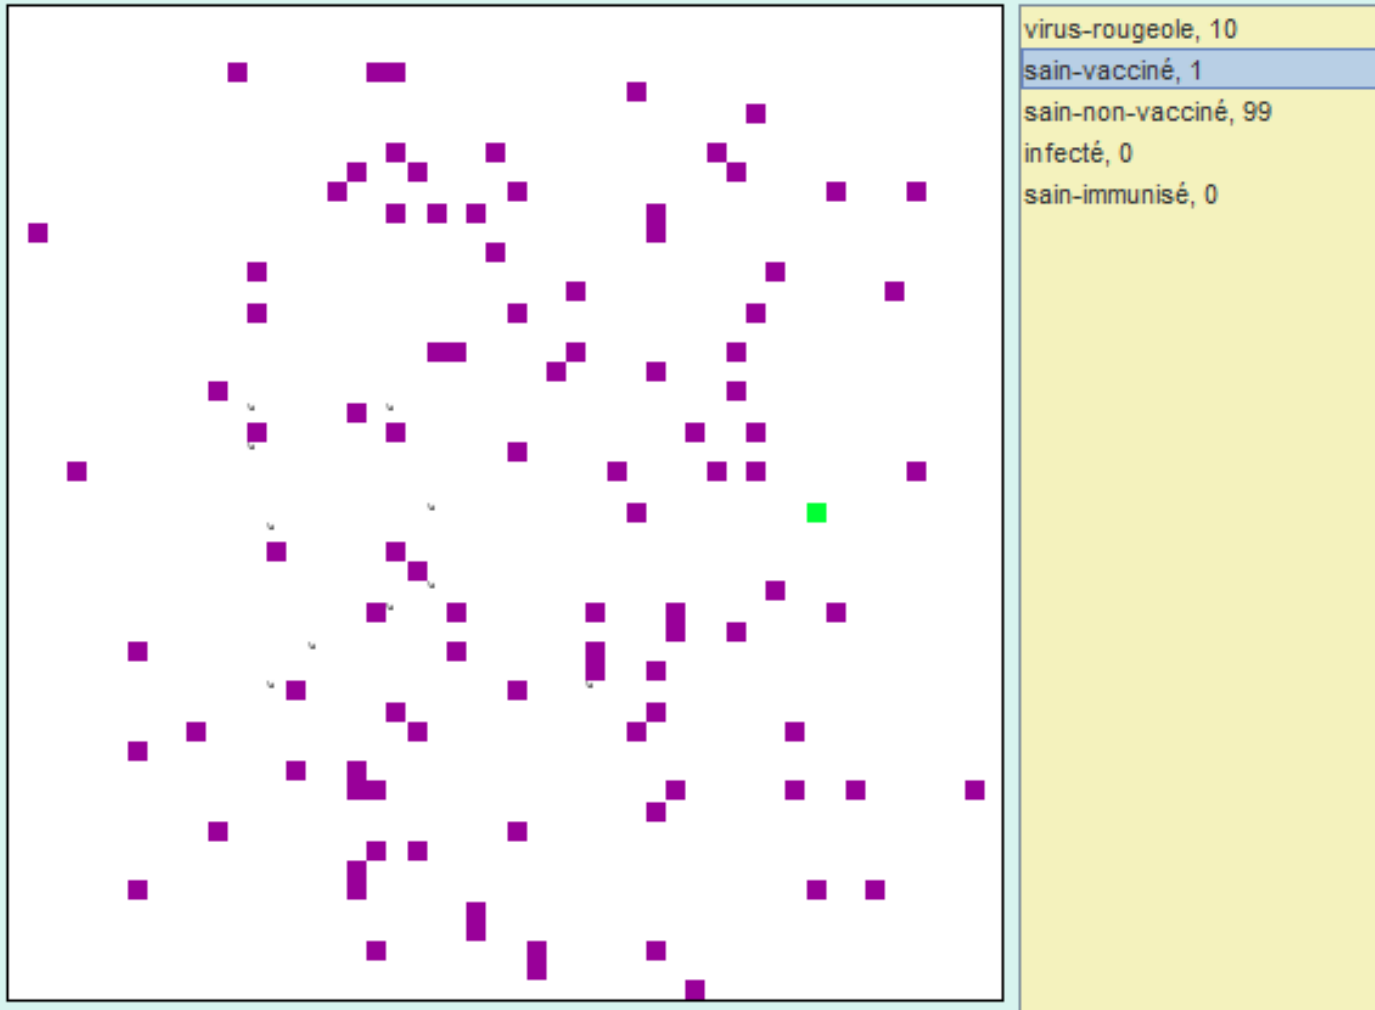 virus-rougeole, 10
sain-vacciné, 1
sain-non-vacciné, 99
infecté, 0
sain-immunisé, 0